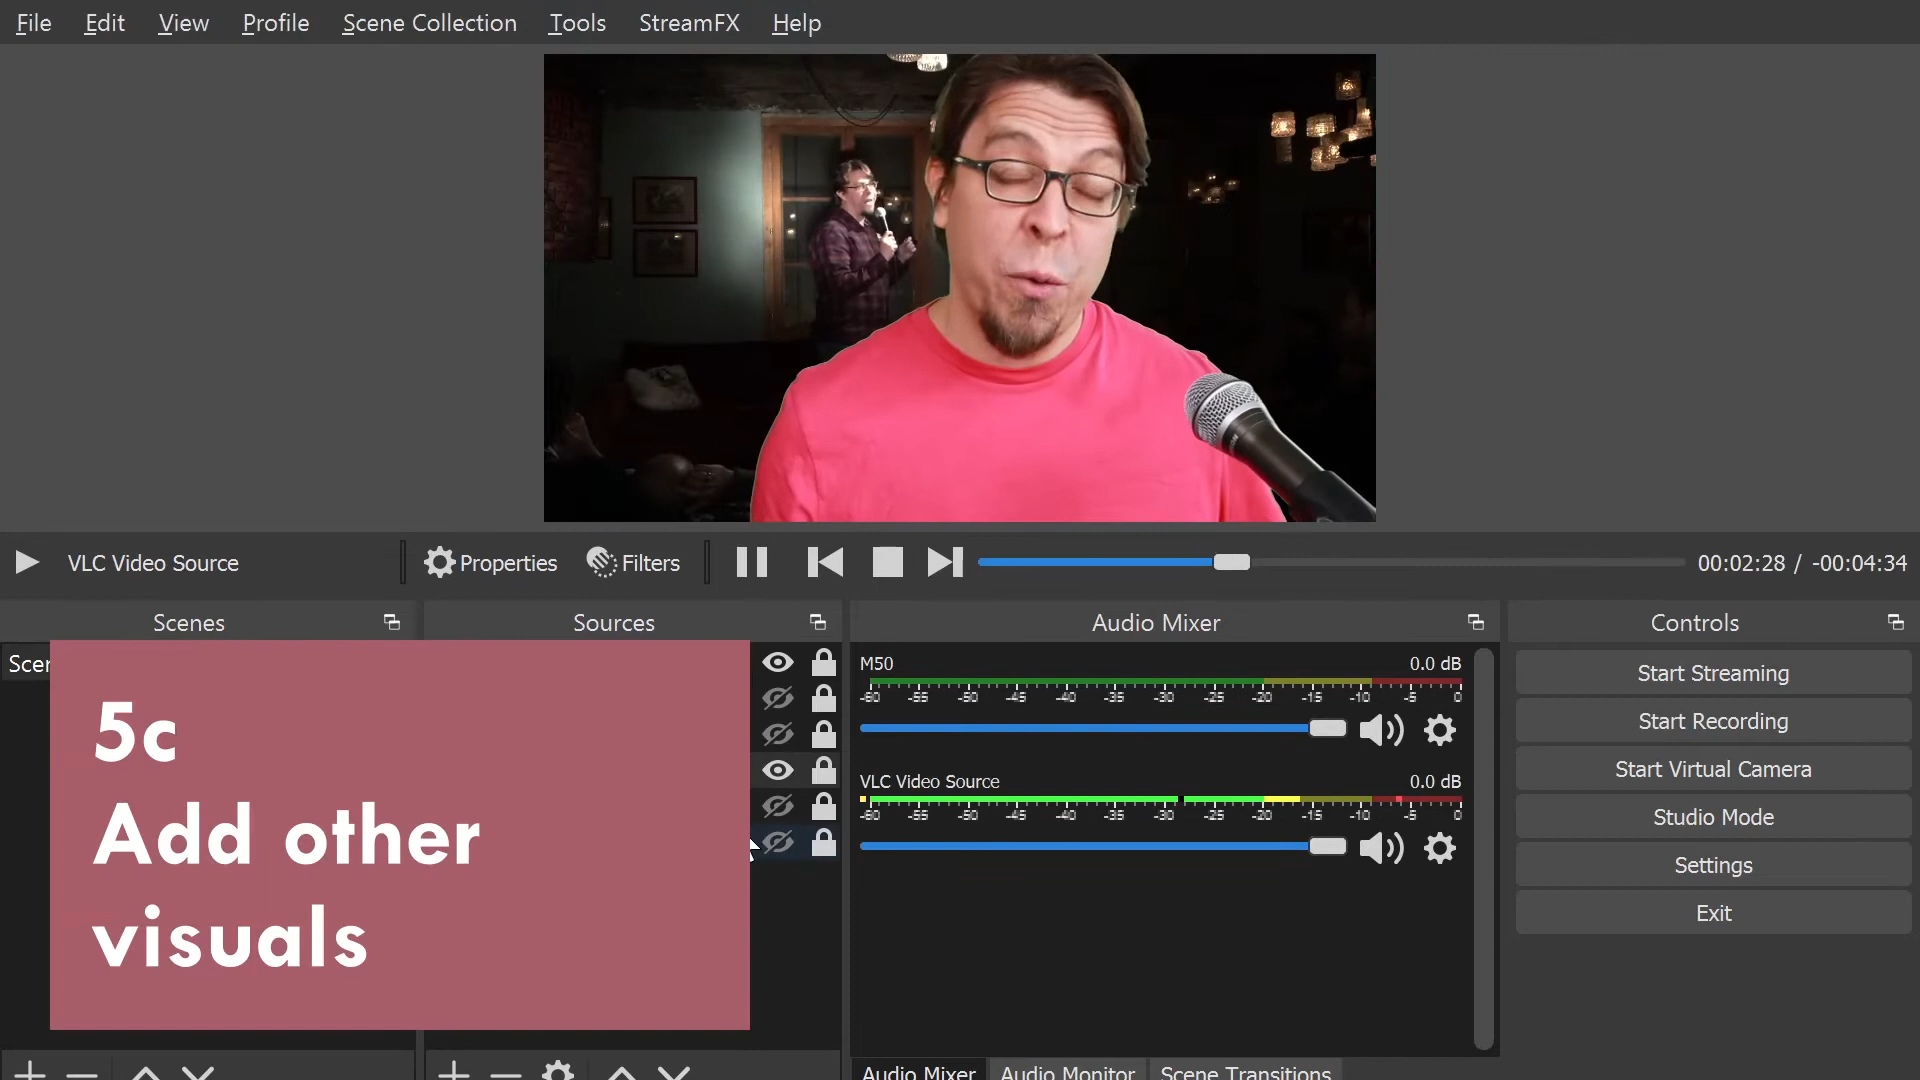 File Edit View Profile Scene Collection Tools StreamFX Help
VLC Video Source Properties Filters 00:02:28 / -00:04:34
Scenes Sources Audio Mixer Controls
Scen
5c
Add other
visuals
M50 0.0 dB
-60 -55 -50 -45 -40 -35 -30 -25 -20 -15 -10 -5 0
VLC Video Source 0.0 dB
-60 -55 -50 -45 -40 -35 -30 -25 -20 -15 -10 -5 0
Start Streaming
Start Recording
Start Virtual Camera
Studio Mode
Settings
Exit
Audio Mixer Audio Monitor Scene Transitions